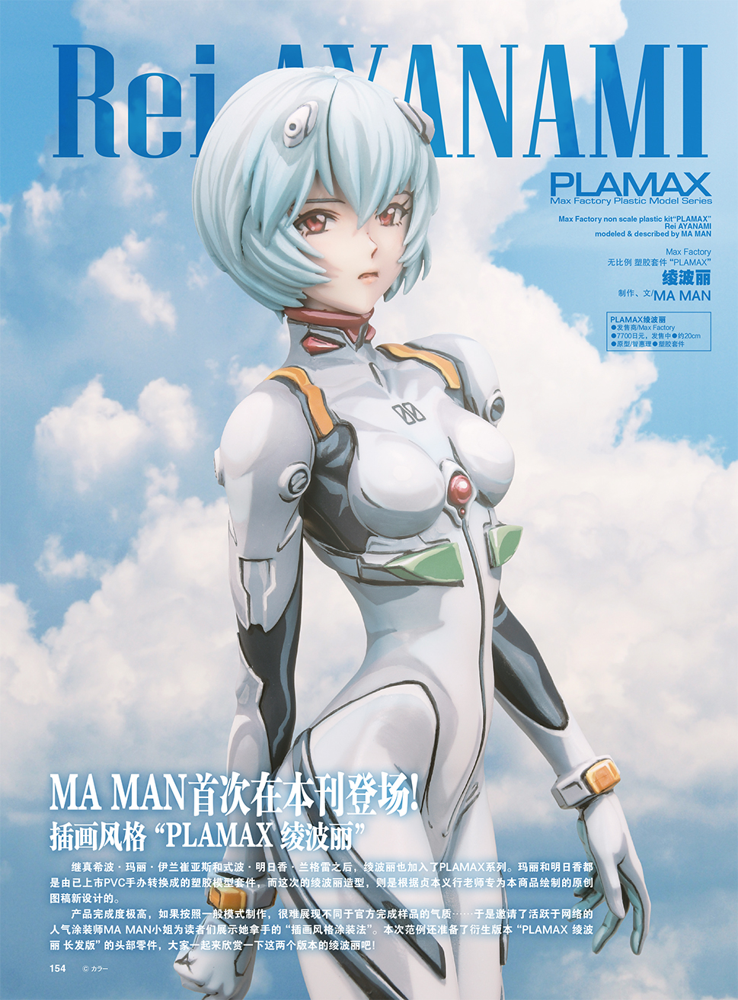 Rei AYANAMI
PLAMAX
Max Factory Plastic Model Series
Max Factory non scale plastic kit“PLAMAX”
Rei AYANAMI
modeled & described by MA MAN
Max Factory
无比例 塑胶套件 “PLAMAX”
绫波丽
制作、文/MA MAN
PLAMAX绫波丽
●发售商/Max Factory
●7700日元，发售中●约20cm
●原型/智惠理●塑胶套件
MA MAN首次在本刊登场!
插画风格 “PLAMAX 绫波丽”
继真希波·玛丽·伊兰崔亚斯和式波·明日香·兰格雷之后，绫波丽也加入了PLAMAX系列。玛丽和明日香都
是由已上市PVC手办转换成的塑胶模型套件，而这次的绫波丽造型，则是根据贞本义行老师专为本商品绘制的原创
图稿新设计的。
产品完成度极高，如果按照一般模式制作，很难展现不同于官方完成样品的气质……于是邀请了活跃于网络的
人气涂装师MA MAN小姐为读者们展示她拿手的“插画风格涂装法”。本次范例还准备了衍生版本“PLAMAX 绫波
丽 长发版”的头部零件，大家一起来欣赏一下这两个版本的绫波丽吧!
154
© カラー